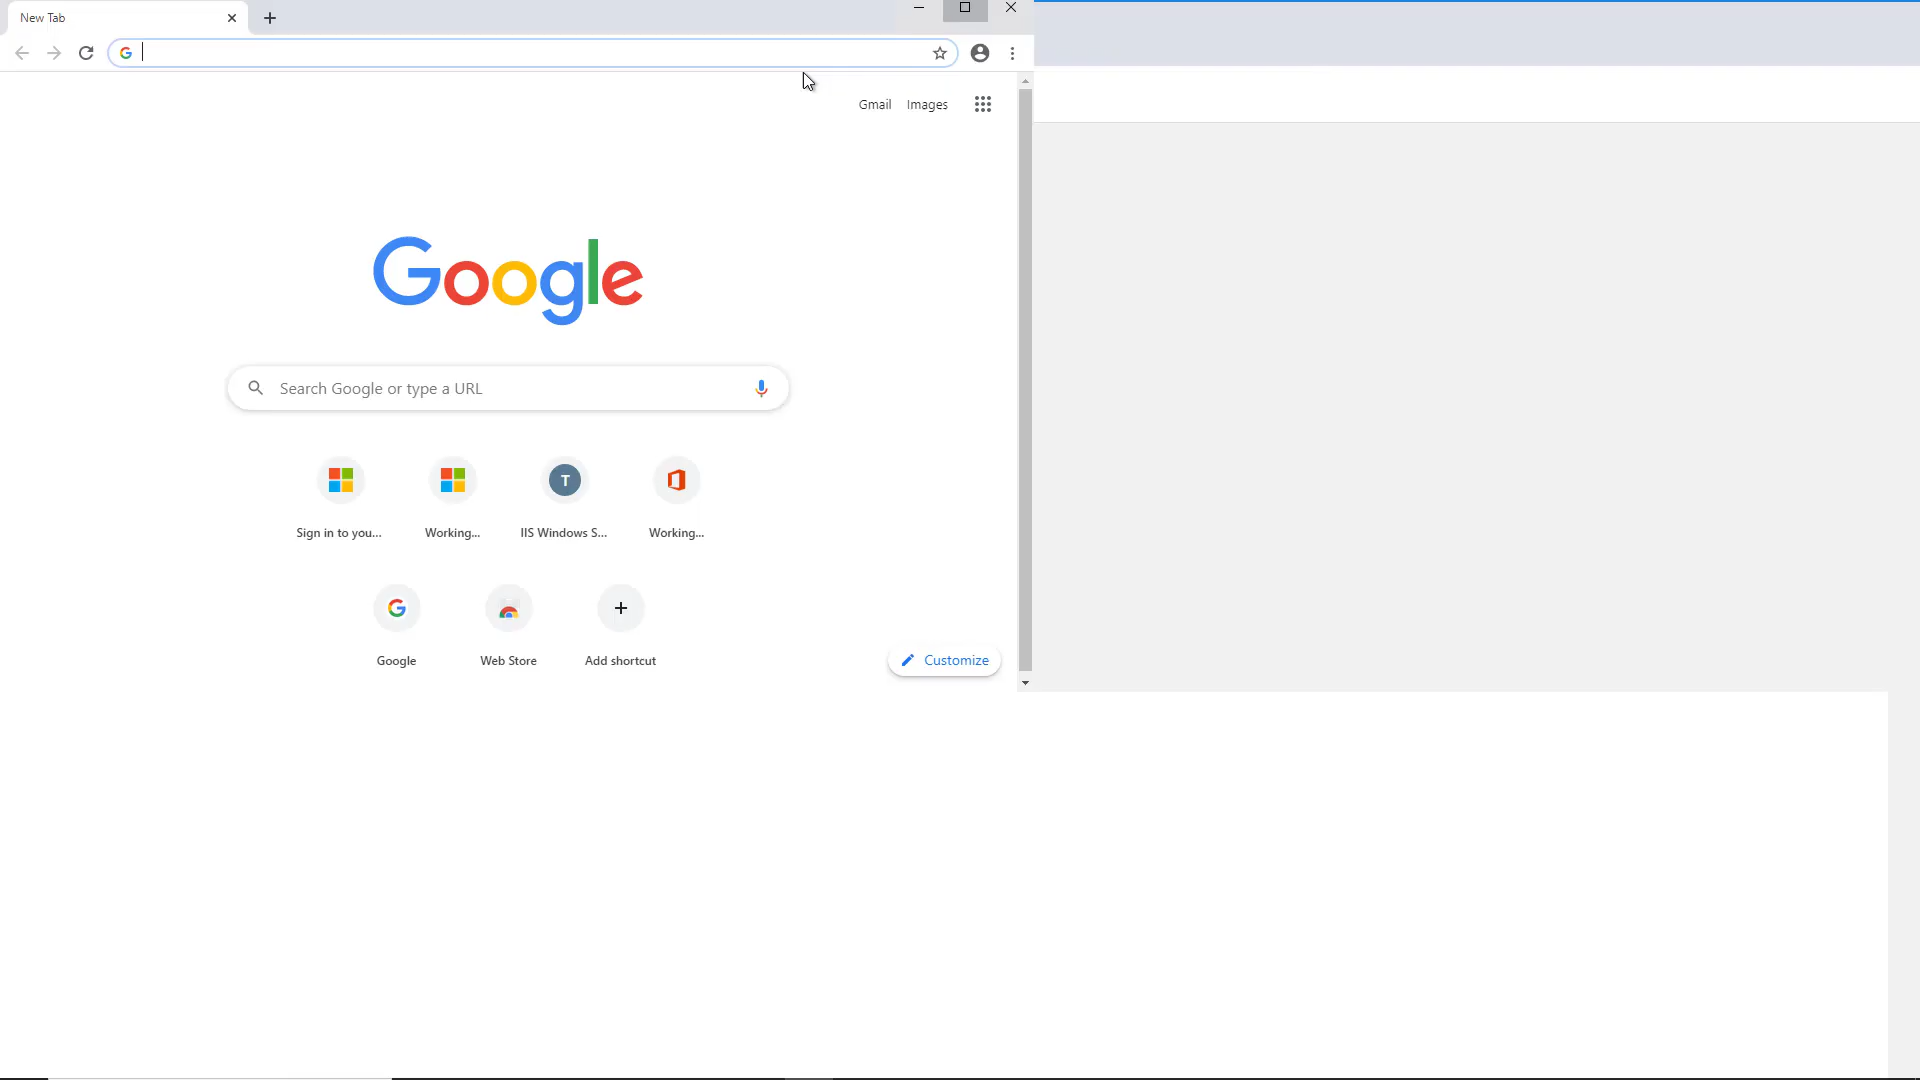 New Tab
Gmail Images
Google
Search Google or type a URL
T
Sign in to you...
Working...
IIS Windows S...
Working...
Google
Web Store
Add shortcut
Customize